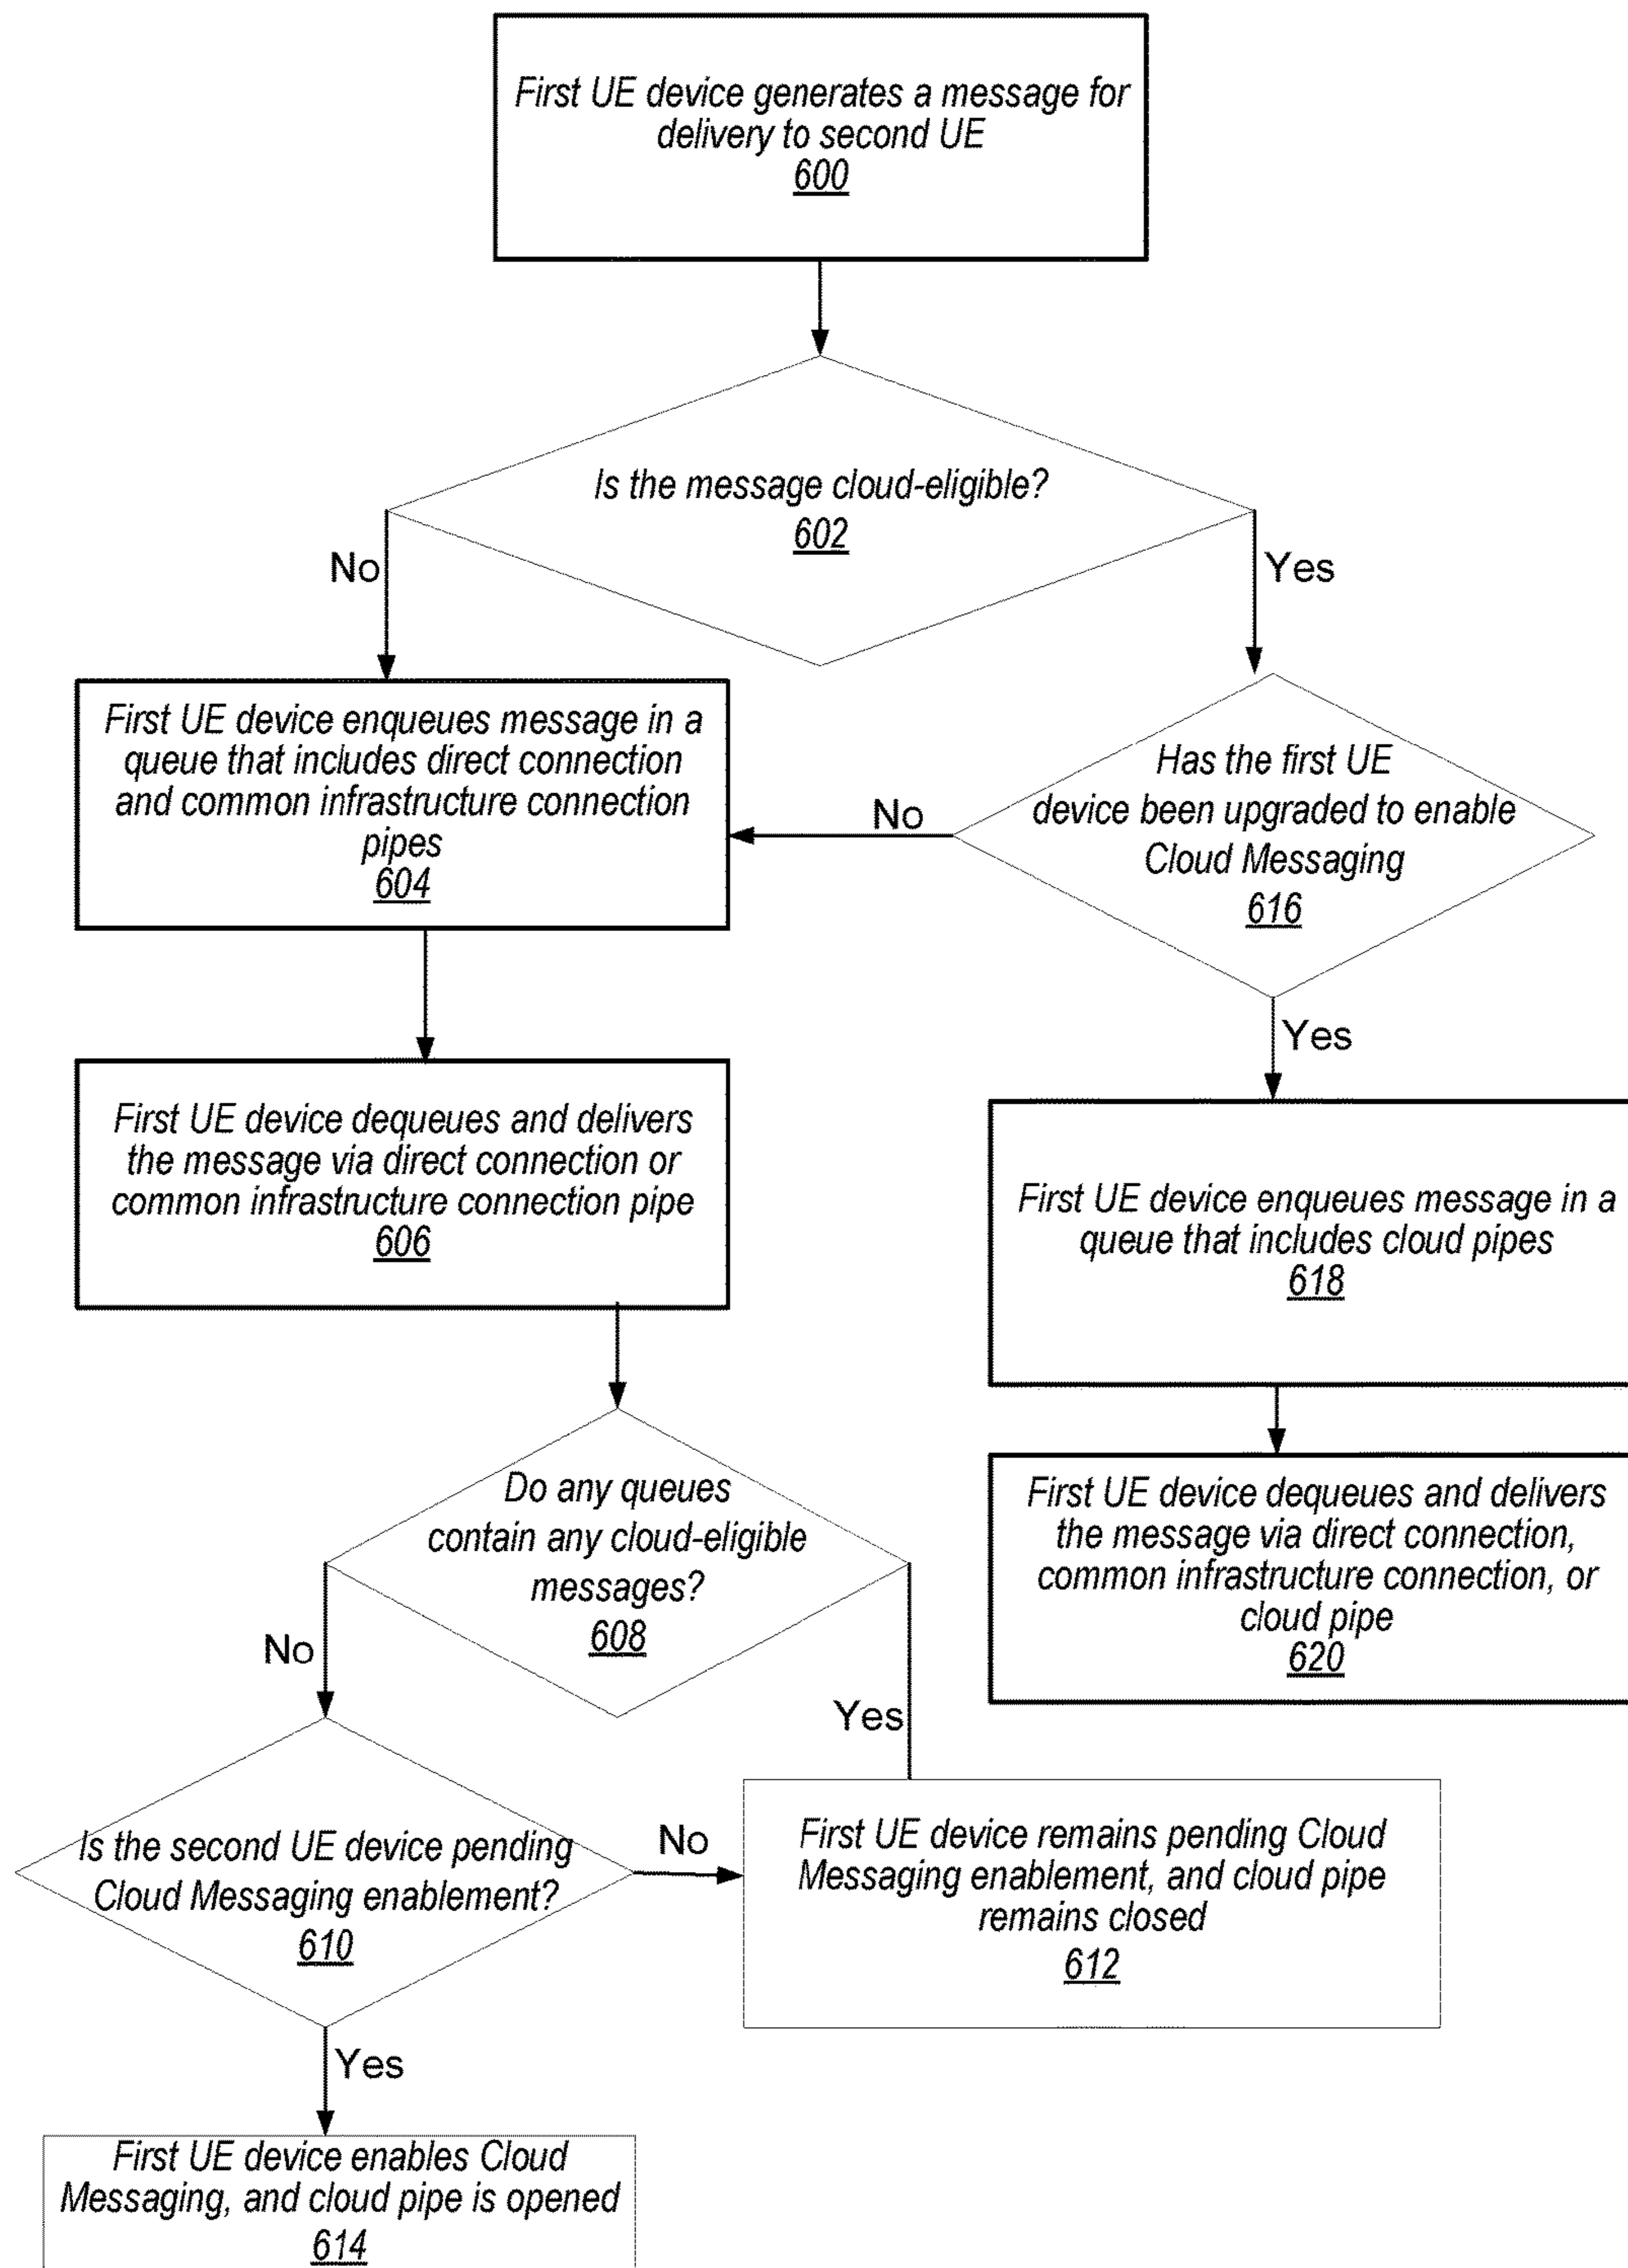 First UE device generates a message for
delivery to second UE
600
Is the message cloud-eligible?
602
No
Yes
First UE device enqueues message in a
queue that includes direct connection
and common infrastructure connection
pipes
604
No
Has the first UE
device been upgraded to enable
Cloud Messaging
616
Yes
First UE device dequeues and delivers
the message via direct connection or
common infrastructure connection pipe
606
First UE device enqueues message in a
queue that includes cloud pipes
618
Do any queues
contain any cloud-eligible
messages?
608
No
Yes
First UE device dequeues and delivers
the message via direct connection,
common infrastructure connection, or
cloud pipe
620
Is the second UE device pending
Cloud Messaging enablement?
610
No
First UE device remains pending Cloud
Messaging enablement, and cloud pipe
remains closed
612
Yes
First UE device enables Cloud
Messaging, and cloud pipe is opened
614